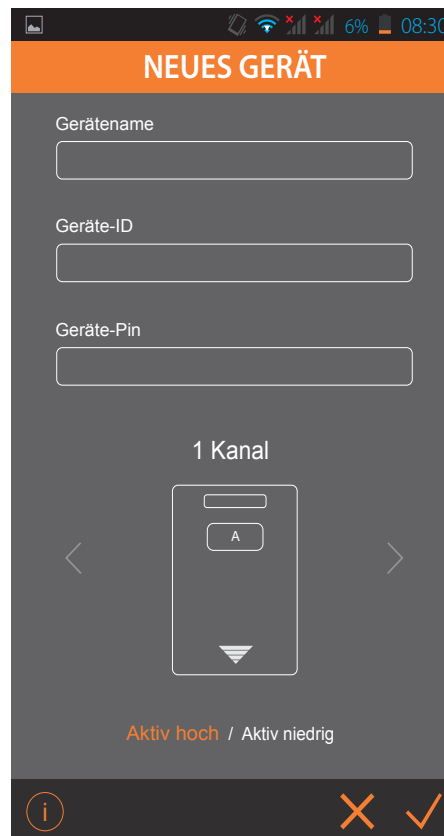 6% 08:30
NEUES GERÄT
Gerätename
Geräte-ID
Geräte-Pin
1 Kanal
A
Aktiv hoch / Aktiv niedrig
i